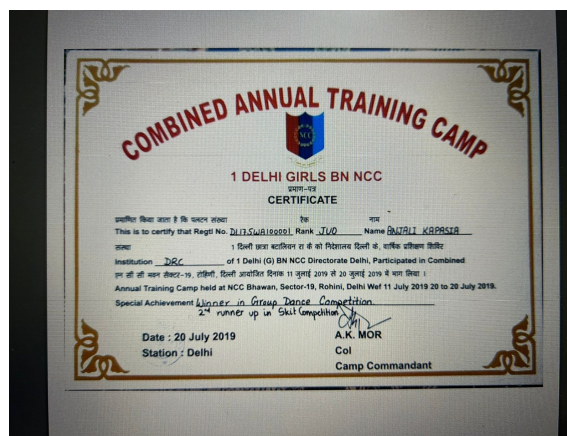 COMBINED ANNUAL TRAINING CAMP
NCC
1 DELHI GIRLS BN NCC
प्रमाण-पत्र
CERTIFICATE
प्रमाणित किया जाता है कि पलटन संख्या रैंक नाम
This is to certify that Regtl No. DL17SWA100001 Rank JUO Name ANJALI KAPASIA
संस्था 1 दिल्ली छात्रा बटालियन रा के को निदेशालय दिल्ली के, वार्षिक प्रशिक्षण शिविर
Institution DRC of 1 Delhi (G) BN NCC Directorate Delhi, Participated in Combined
एन सी सी भवन सैक्टर-19, रोहिणी, दिल्ली आयोजित दिनांक 11 जुलाई 2019 से 20 जुलाई 2019 में भाग लिया ।
Annual Training Camp held at NCC Bhawan, Sector-19, Rohini, Delhi Wef 11 July 2019 20 to 20 July 2019.
Special Achievement Winner in Group Dance Competition.
2nd runner up in Skit Competition
Date : 20 July 2019
A.K. MOR
Station : Delhi
Col
Camp Commandant